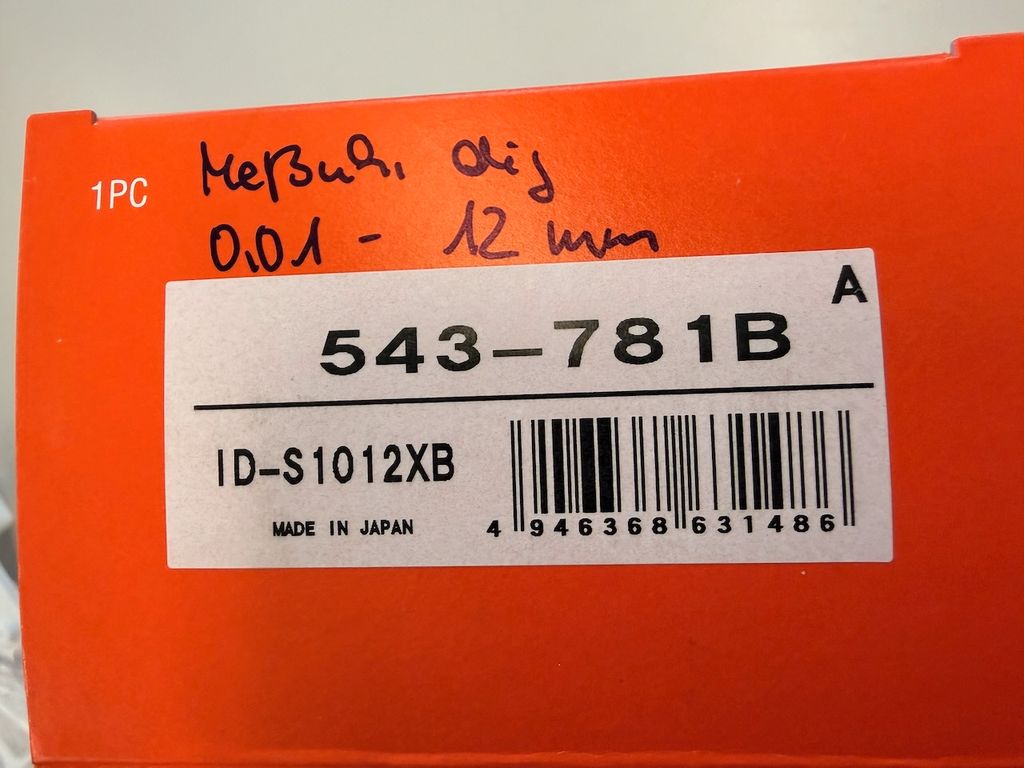 1PC
Meßuhr dig
0,01 - 12 mm
A
543-781B
ID-S1012XB
MADE IN JAPAN
4 946368 631486